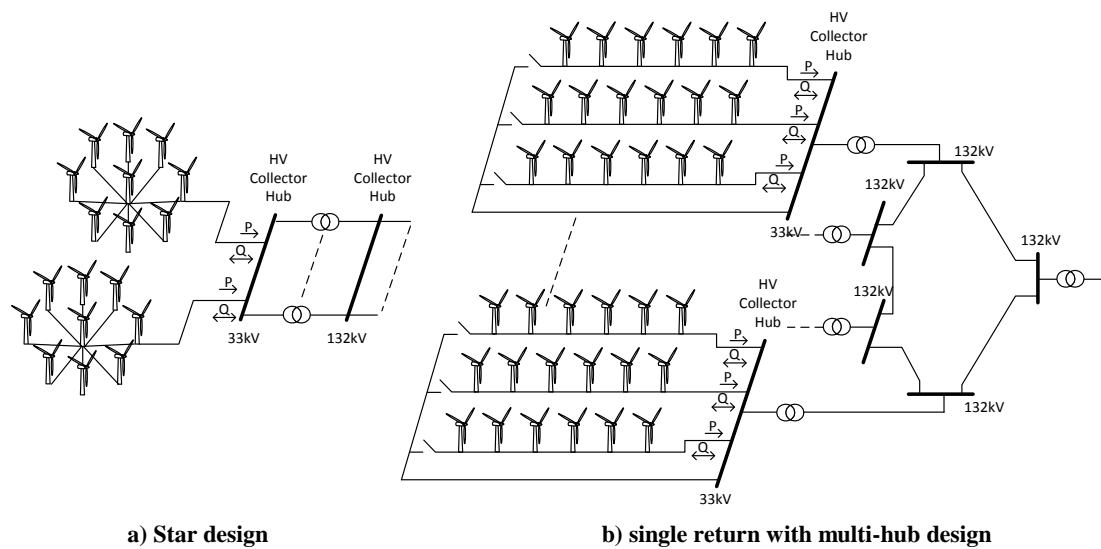 HV
Collector
Hub
HV
Collector
Hub
P
Q
P
Q
33kV
132kV
a) Star design
HV
Collector
Hub
P
Q
P
Q
P
Q
33kV
132kV
132kV
132kV
132kV
132kV
HV
Collector
Hub
P
Q
P
Q
P
Q
33kV
b) single return with multi-hub design